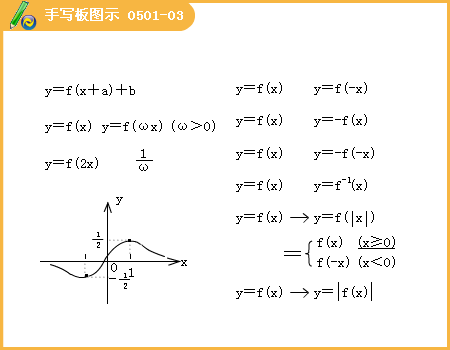 手写板图示 0501-03
y=f(x+a)+b
y=f(x) y=f(ωx) (ω>0)
y=f(2x) 1/ω
y
1/2
-1
0
1
x
-1/2
y=f(x) y=f(-x)
y=f(x) y=-f(x)
y=f(x) y=-f(-x)
y=f(x) y=f⁻¹(x)
y=f(x) → y=f(|x|)
={ f(x) (x≥0)
f(-x) (x<0)
y=f(x) → y=|f(x)|